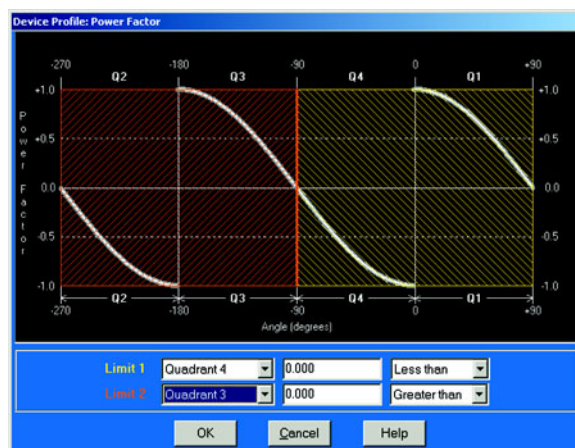 Device Profile: Power Factor
-270 -180 -90 0 +90
Q2 Q3 Q4 Q1
+1.0 +1.0
+0.5 +0.5
0.0 0.0
-0.5 -0.5
-1.0 -1.0
Power Factor
Q2 Q3 Q4 Q1
-270 -180 -90 0 +90
Angle (degrees)
Limit 1 Quadrant 4 0.000 Less than
Limit 2 Quadrant 3 0.000 Greater than
OK Cancel Help